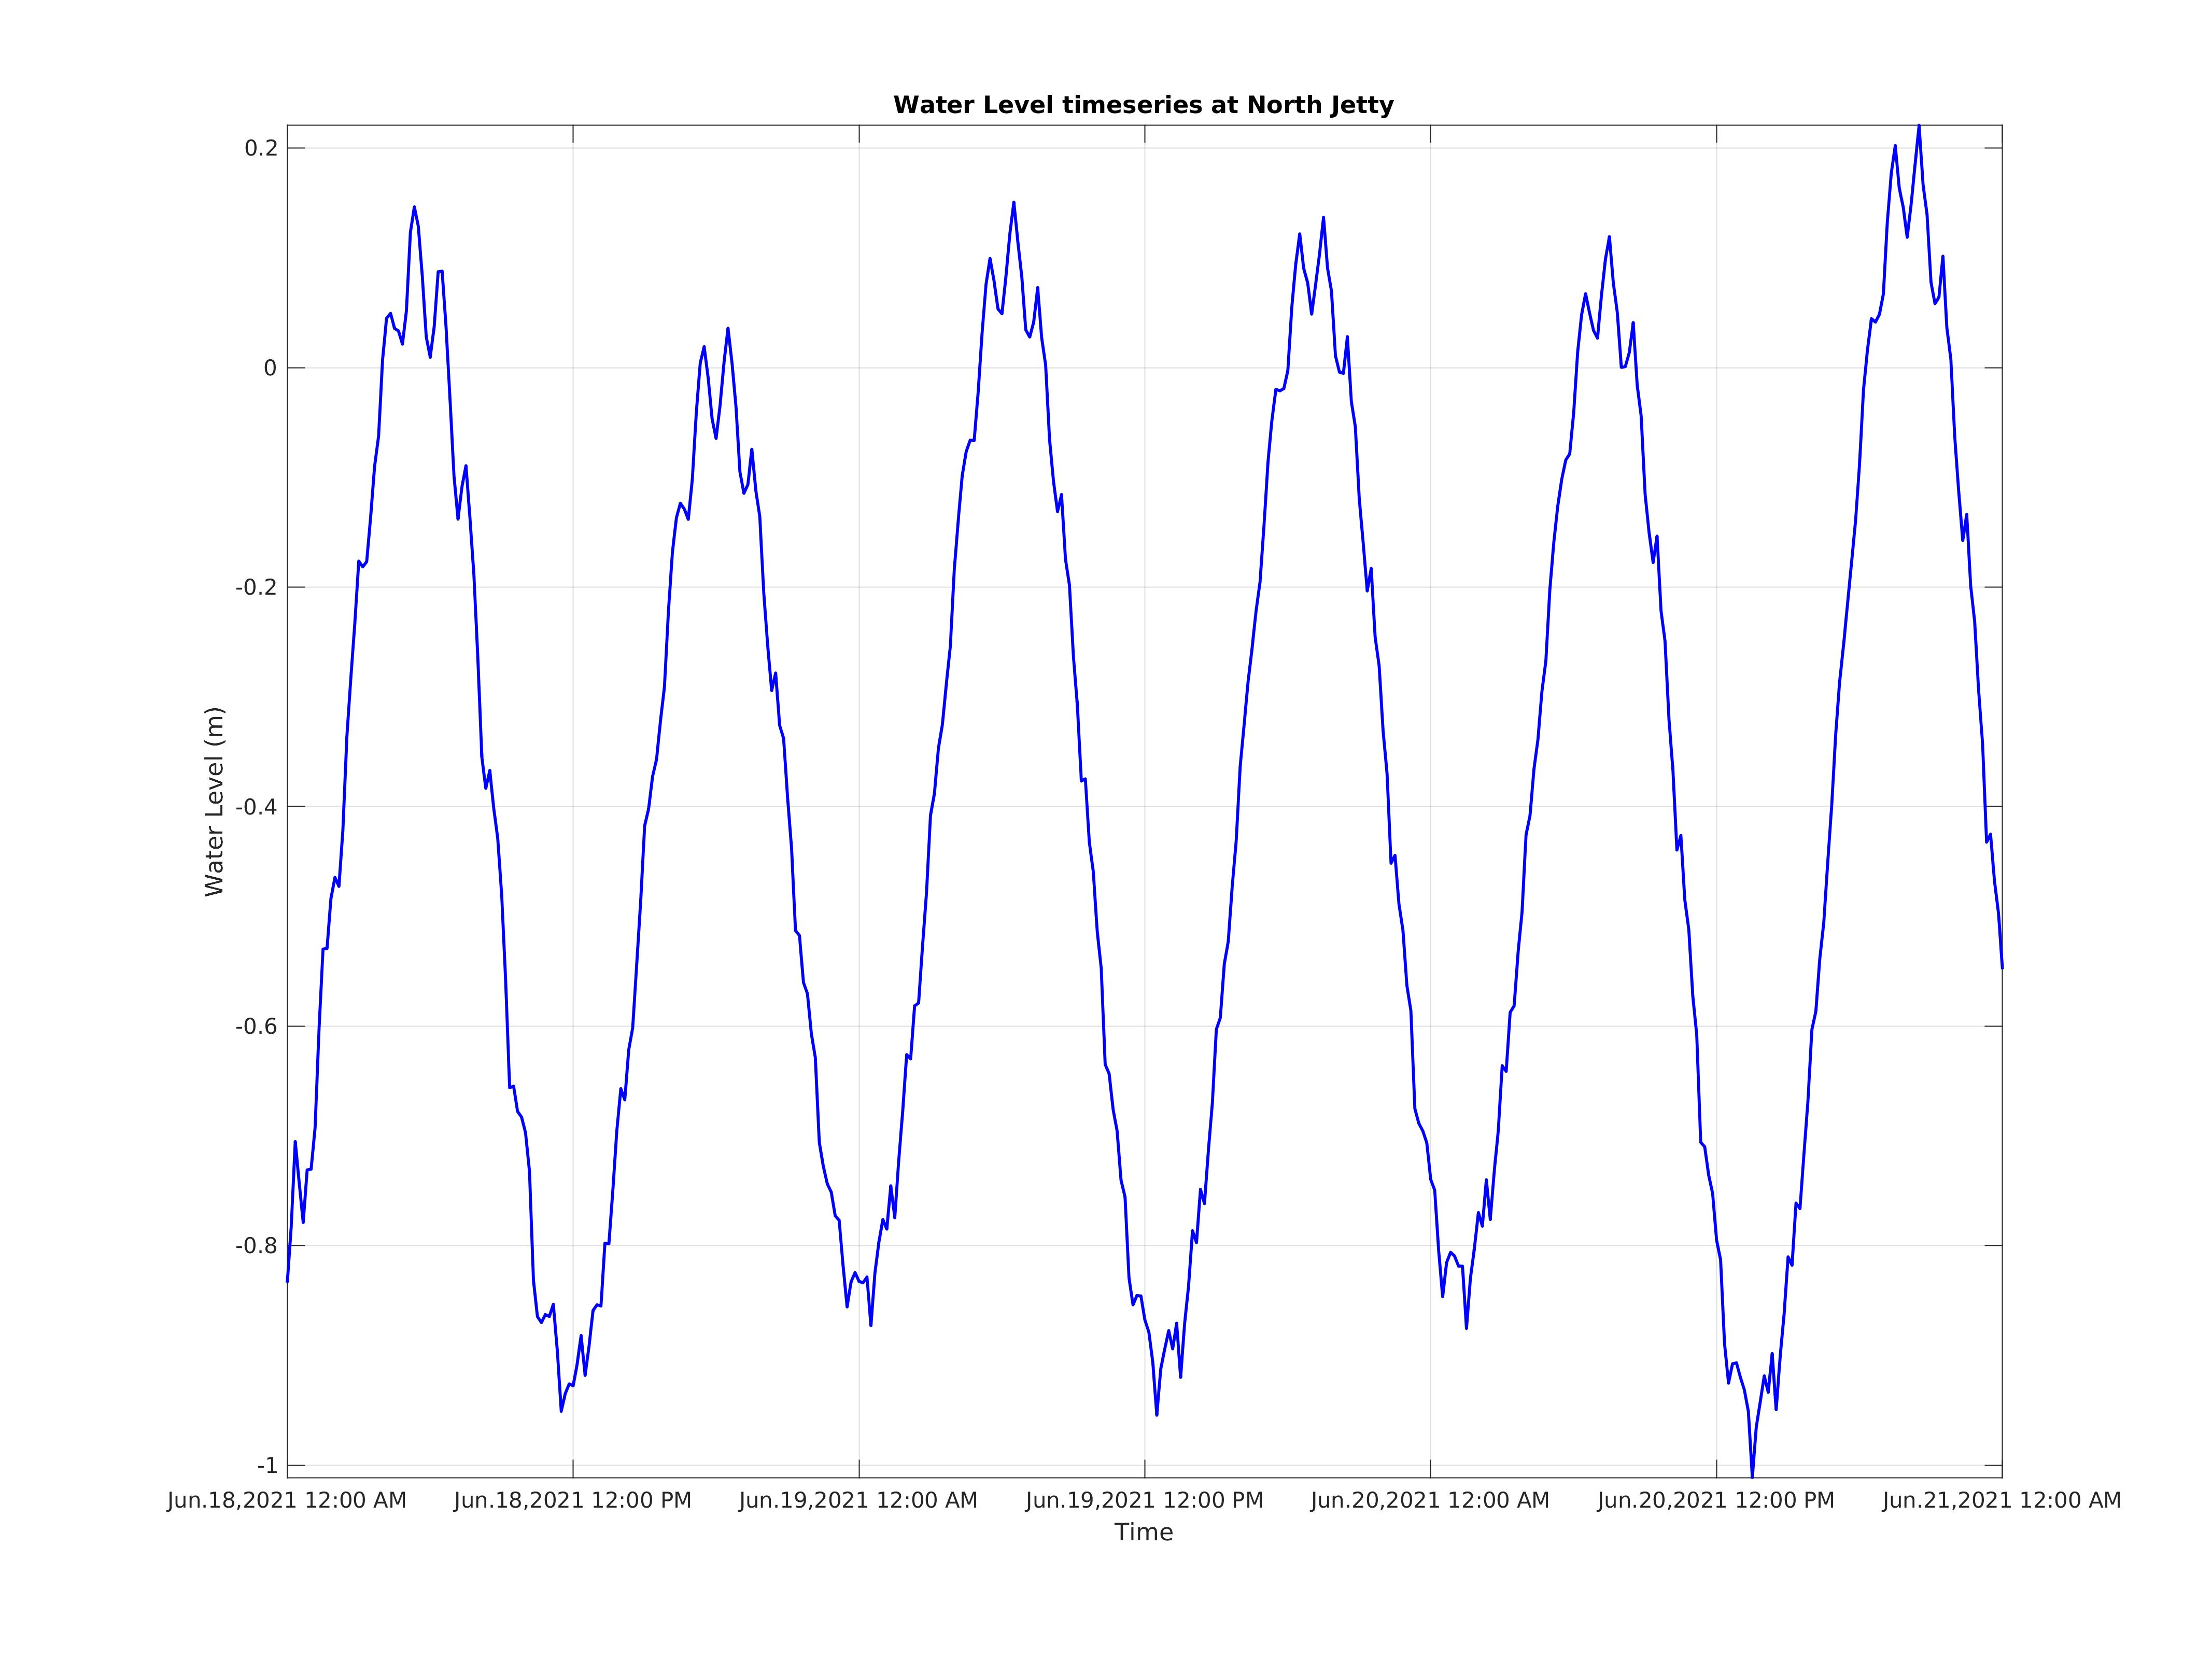 Water Level timeseries at North Jetty
0.2
0
-0.2
-0.4
-0.6
-0.8
-1
Water Level (m)
Jun.18,2021 12:00 AM
Jun.18,2021 12:00 PM
Jun.19,2021 12:00 AM
Jun.19,2021 12:00 PM
Jun.20,2021 12:00 AM
Jun.20,2021 12:00 PM
Jun.21,2021 12:00 AM
Time